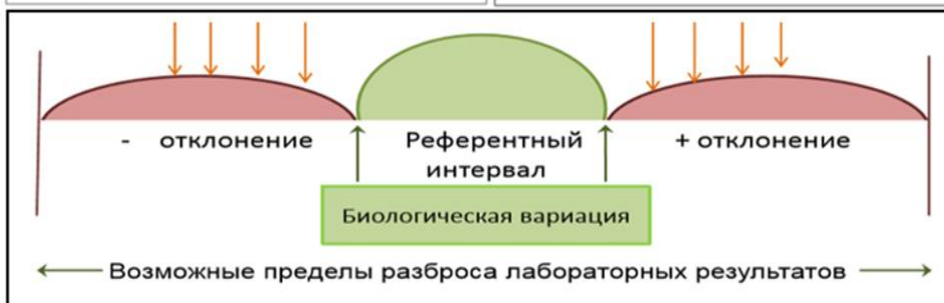 - отклонение
Референтный
интервал
+ отклонение
Биологическая вариация
Возможные пределы разброса лабораторных результатов